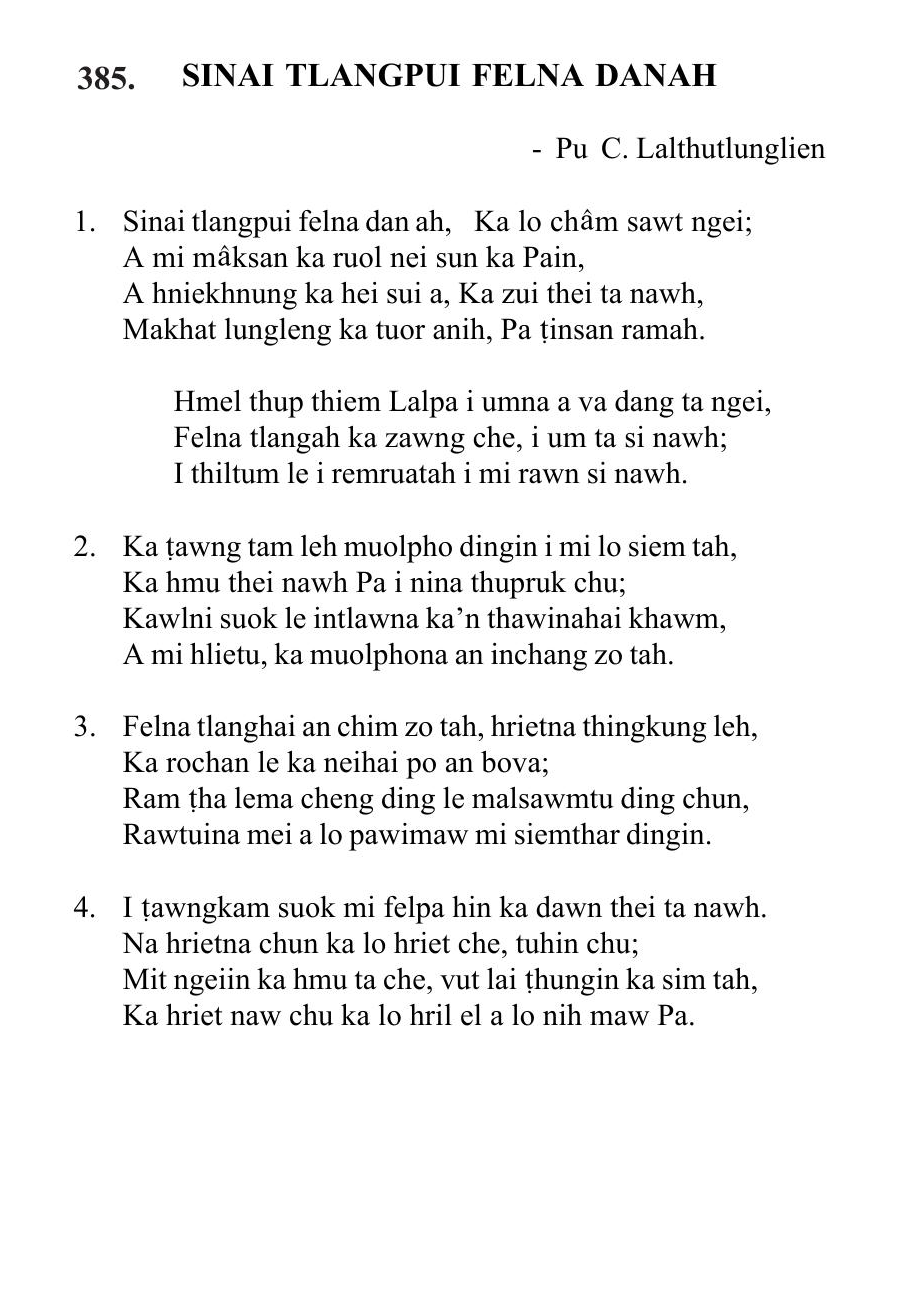 385. SINAI TLANGPUI FELNA DANAH
- Pu C. Lalthutlunglien
1. Sinai tlangpui felna dan ah, Ka lo châm sawt ngei;
A mi mâksan ka ruol nei sun ka Pain,
A hniekhnung ka hei sui a, Ka zui thei ta nawh,
Makhat lungleng ka tuor anih, Pa ṭinsan ramah.
Hmel thup thiem Lalpa i umna a va dang ta ngei,
Felna tlangah ka zawng che, i um ta si nawh;
I thiltum le i remruatah i mi rawn si nawh.
2. Ka ṭawng tam leh muolpho dingin i mi lo siem tah,
Ka hmu thei nawh Pa i nina thupruk chu;
Kawlni suok le intlawna ka’n thawinahai khawm,
A mi hlietu, ka muolphona an inchang zo tah.
3. Felna tlanghai an chim zo tah, hrietna thingkung leh,
Ka rochan le ka neihai po an bova;
Ram ṭha lema cheng ding le malsawmtu ding chun,
Rawtuina mei a lo pawimaw mi siemthar dingin.
4. I ṭawngkam suok mi felpa hin ka dawn thei ta nawh.
Na hrietna chun ka lo hriet che, tuhin chu;
Mit ngeiin ka hmu ta che, vut lai ṭhungin ka sim tah,
Ka hriet naw chu ka lo hril el a lo nih maw Pa.